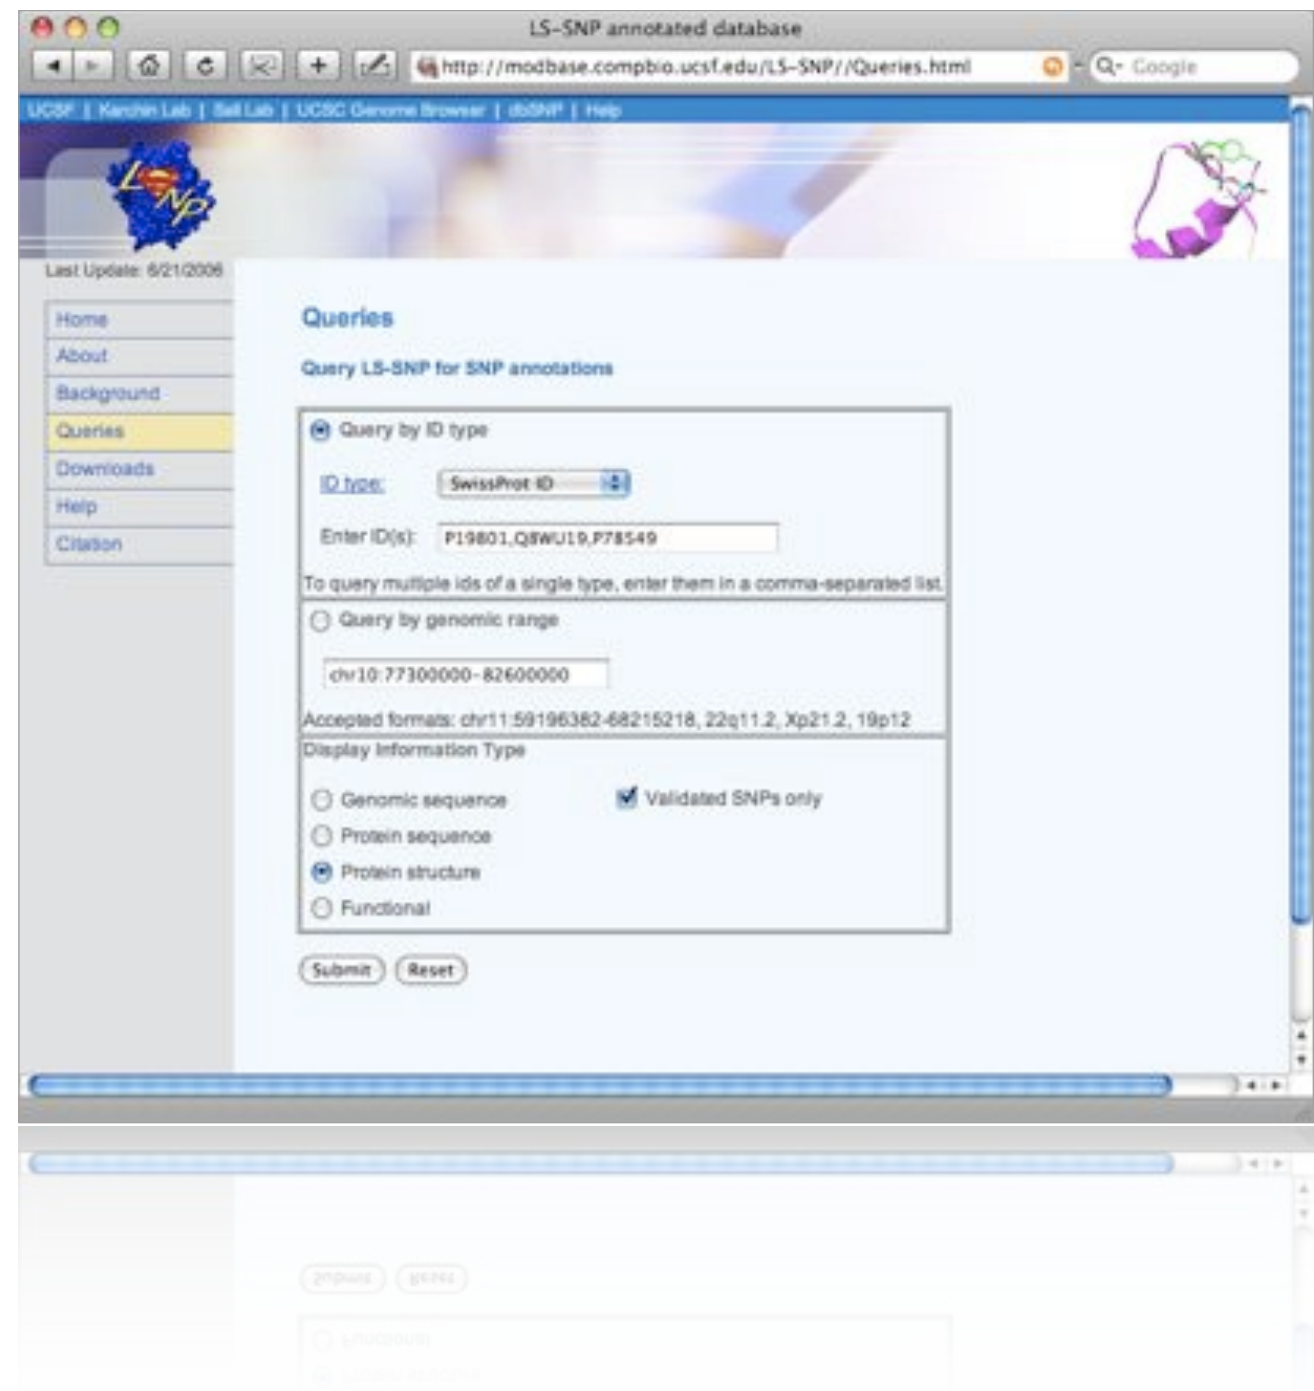 LS-SNP annotated database
http://modbase.compbio.ucsf.edu/LS-SNP//Queries.html
Google
UCSF | Karchin Lab | Sali Lab | UCSC Genome Browser | dbSNP | Help
LSNP
Last Update: 6/21/2006
Home
About
Background
Queries
Downloads
Help
Citation
Queries
Query LS-SNP for SNP annotations
Query by ID type
ID type: SwissProt ID
Enter ID(s): P19801,Q8WU19,P78549
To query multiple ids of a single type, enter them in a comma-separated list.
Query by genomic range
chr10:77300000-82600000
Accepted formats: chr11:59196382-68215218, 22q11.2, Xp21.2, 19p12
Display Information Type
Genomic sequence Validated SNPs only
Protein sequence
Protein structure
Functional
Submit Reset